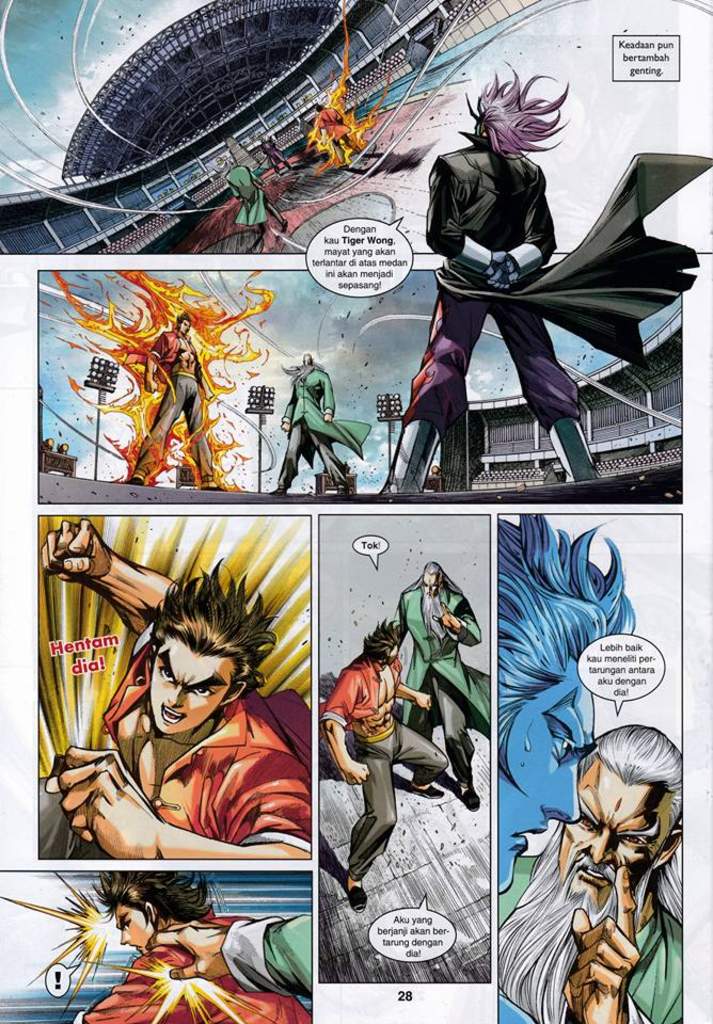 Keadaan pun
bertambah
genting.
Dengan
kau Tiger Wong,
mayat yang akan
terlantar di atas medan
ini akan menjadi
sepasang!
Hentam
dia!
Tok!
Aku yang
berjanji akan ber-
tarung dengan
dia!
Lebih baik
kau meneliti per-
tarungan antara
aku dengan
dia!
!
28